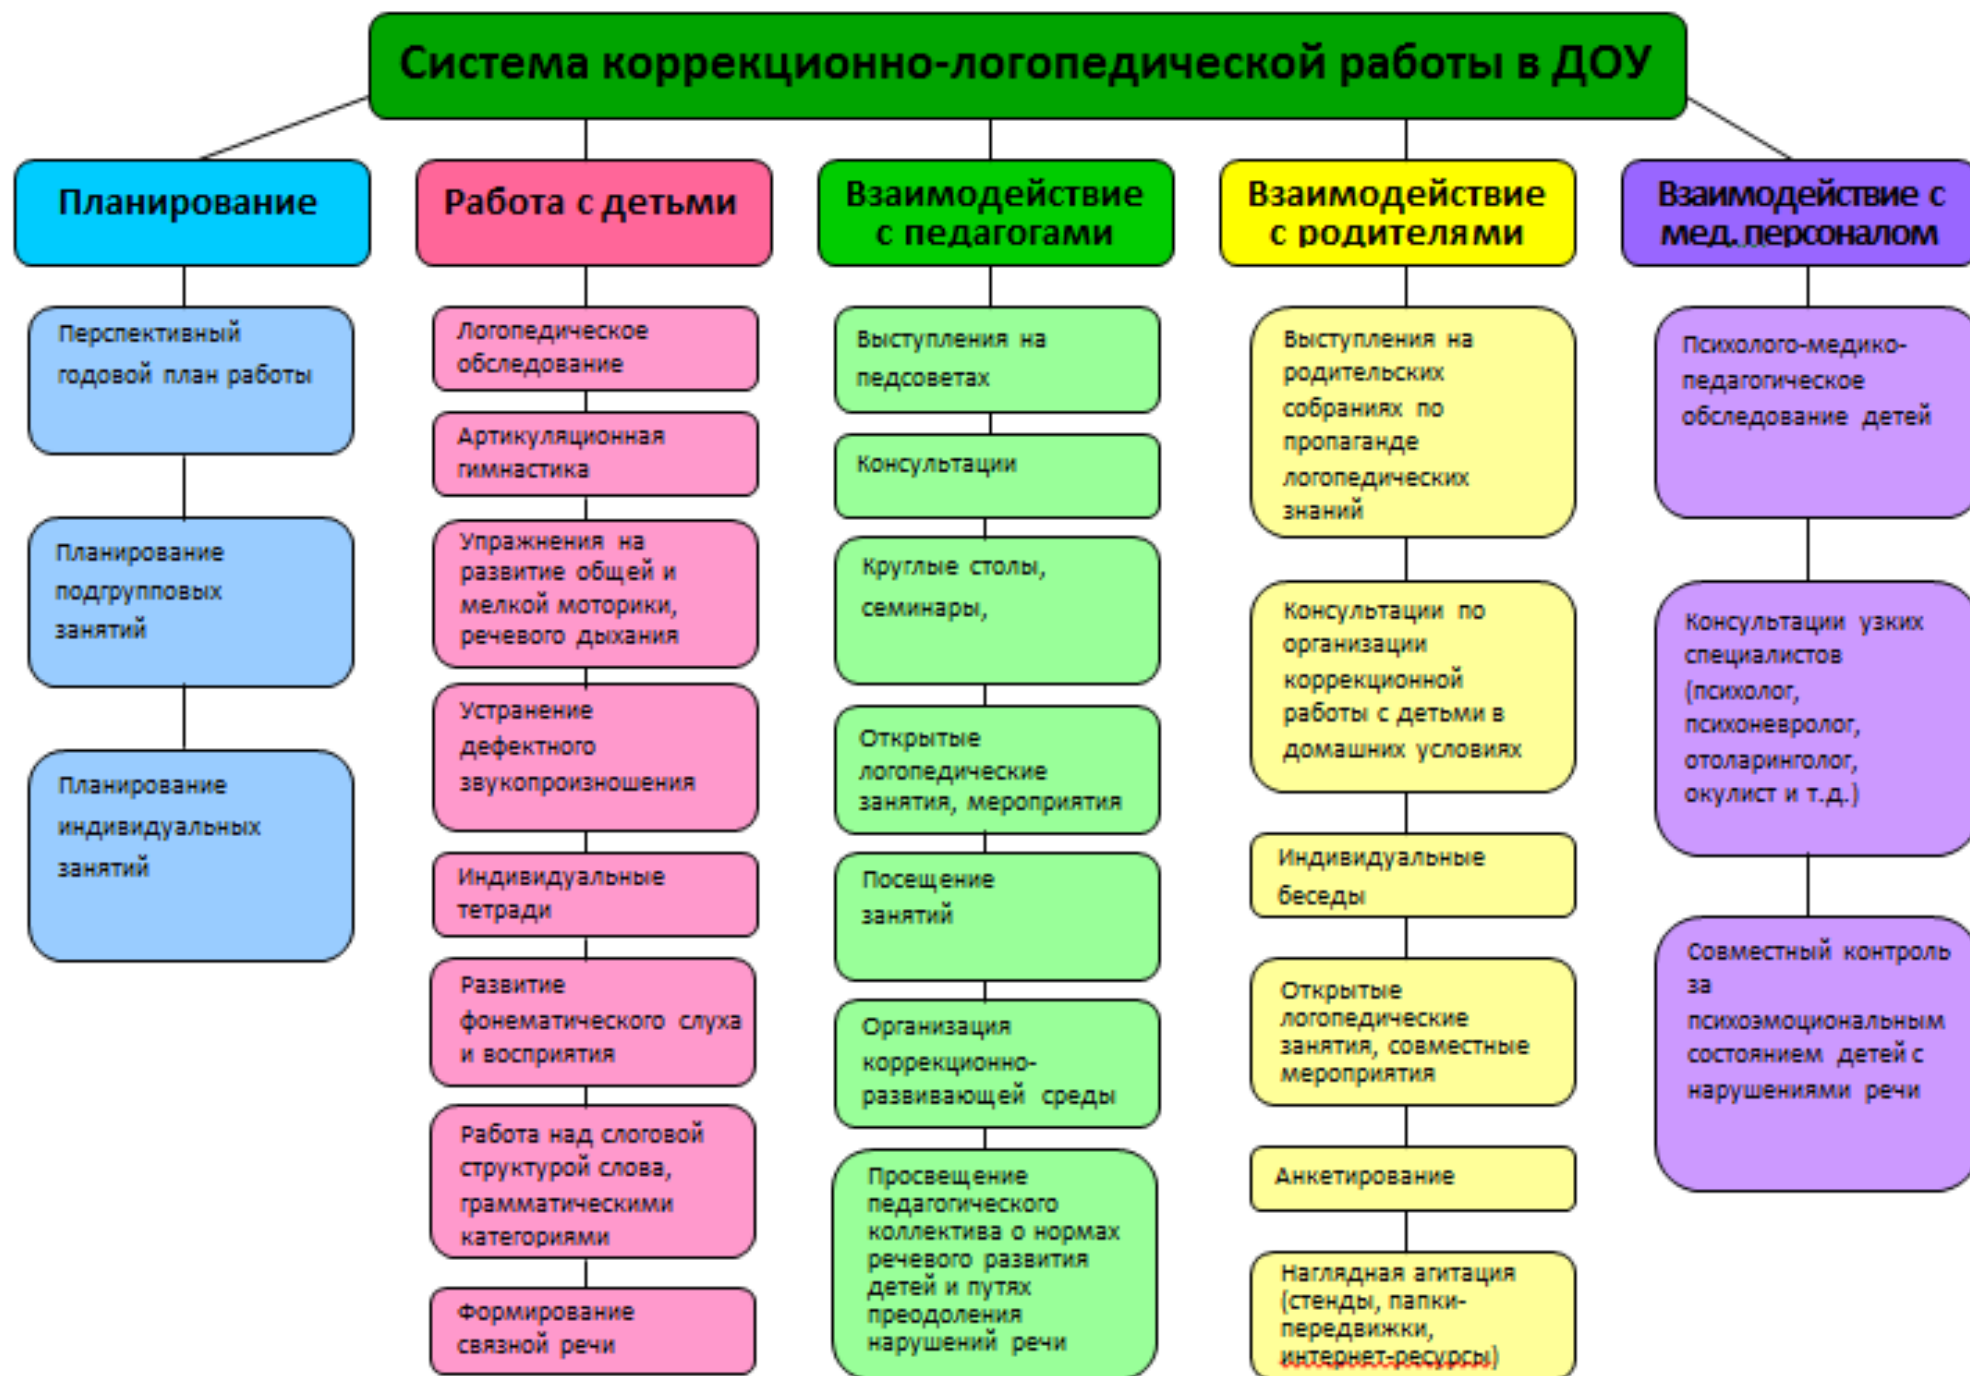 Система коррекционно-логопедической работы в ДОУ
Планирование
Перспективный
годовой план работы
Планирование
подгрупповых
занятий
Планирование
индивидуальных
занятий
Работа с детьми
Логопедическое
обследование
Артикуляционная
гимнастика
Упражнения на
развитие общей и
мелкой моторики,
речевого дыхания
Устранение
дефектного
звукопроизношения
Индивидуальные
тетради
Развитие
фонематического слуха
и восприятия
Работа над слоговой
структурой слова,
грамматическими
категориями
Формирование
связной речи
Взаимодействие
с педагогами
Выступления на
педсоветах
Консультации
Круглые столы,
семинары,
Открытые
логопедические
занятия, мероприятия
Посещение
занятий
Организация
коррекционно-
развивающей среды
Просвещение
педагогического
коллектива о нормах
речевого развития
детей и путях
преодоления
нарушений речи
Взаимодействие
с родителями
Выступления на
родительских
собраниях по
пропаганде
логопедических
знаний
Консультации по
организации
коррекционной
работы с детьми в
домашних условиях
Индивидуальные
беседы
Открытые
логопедические
занятия, совместные
мероприятия
Анкетирование
Наглядная агитация
(стенды, папки-
передвижки,
интернет-ресурсы)
Взаимодействие с
мед. персоналом
Психолого-медико-
педагогическое
обследование детей
Консультации узких
специалистов
(психолог,
психоневролог,
отоларинголог,
окулист и т.д.)
Совместный контроль
за
психоэмоциональным
состоянием детей с
нарушениями речи